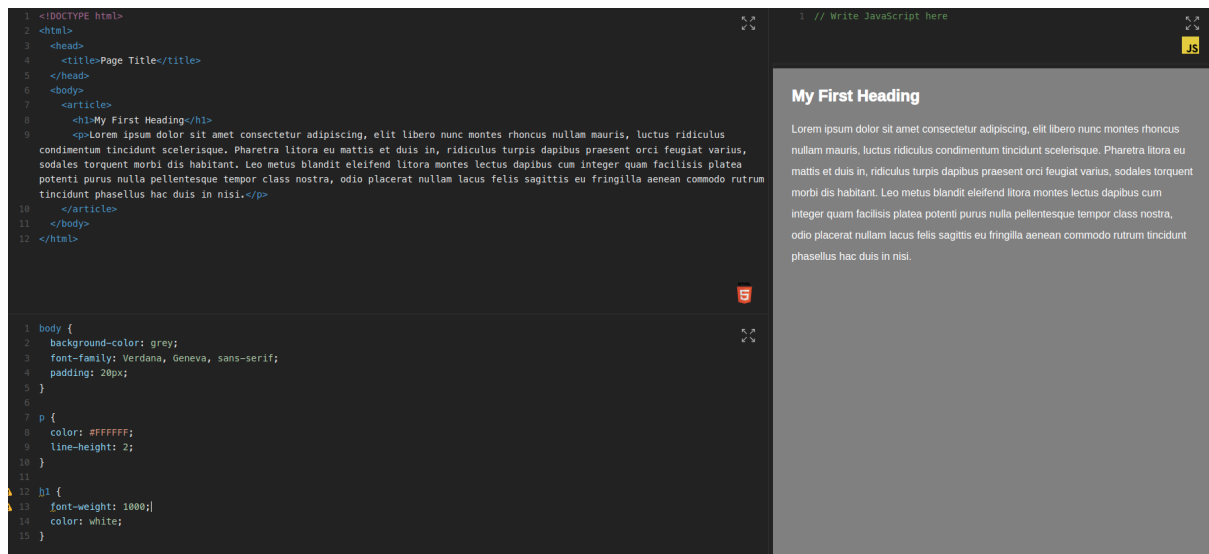 1 <!DOCTYPE html>
2 <html>
3 <head>
4 <title>Page Title</title>
5 </head>
6 <body>
7 <article>
8 <h1>My First Heading</h1>
9 <p>Lorem ipsum dolor sit amet consectetur adipiscing, elit libero nunc montes rhoncus nullam mauris, luctus ridiculus
condimentum tincidunt scelerisque. Pharetra litora eu mattis et duis in, ridiculus turpis dapibus praesent orci feugiat varius,
sodales torquent morbi dis habitant. Leo metus blandit eleifend litora montes lectus dapibus cum integer quam facilisis platea
potenti purus nulla pellentesque tempor class nostra, odio placerat nullam lacus felis sagittis eu fringilla aenean commodo rutrum
tincidunt phasellus hac duis in nisi.</p>
10 </article>
11 </body>
12 </html>
5
1 body {
2 background-color: grey;
3 font-family: Verdana, Geneva, sans-serif;
4 padding: 20px;
5 }
6
7 p {
8 color: #FFFFFF;
9 line-height: 2;
10 }
11
12 h1 {
13 font-weight: 1000;
14 color: white;
15 }
1 // Write JavaScript here
JS
My First Heading
Lorem ipsum dolor sit amet consectetur adipiscing, elit libero nunc montes rhoncus
nullam mauris, luctus ridiculus condimentum tincidunt scelerisque. Pharetra litora eu
mattis et duis in, ridiculus turpis dapibus praesent orci feugiat varius, sodales torquent
morbi dis habitant. Leo metus blandit eleifend litora montes lectus dapibus cum
integer quam facilisis platea potenti purus nulla pellentesque tempor class nostra,
odio placerat nullam lacus felis sagittis eu fringilla aenean commodo rutrum tincidunt
phasellus hac duis in nisi.